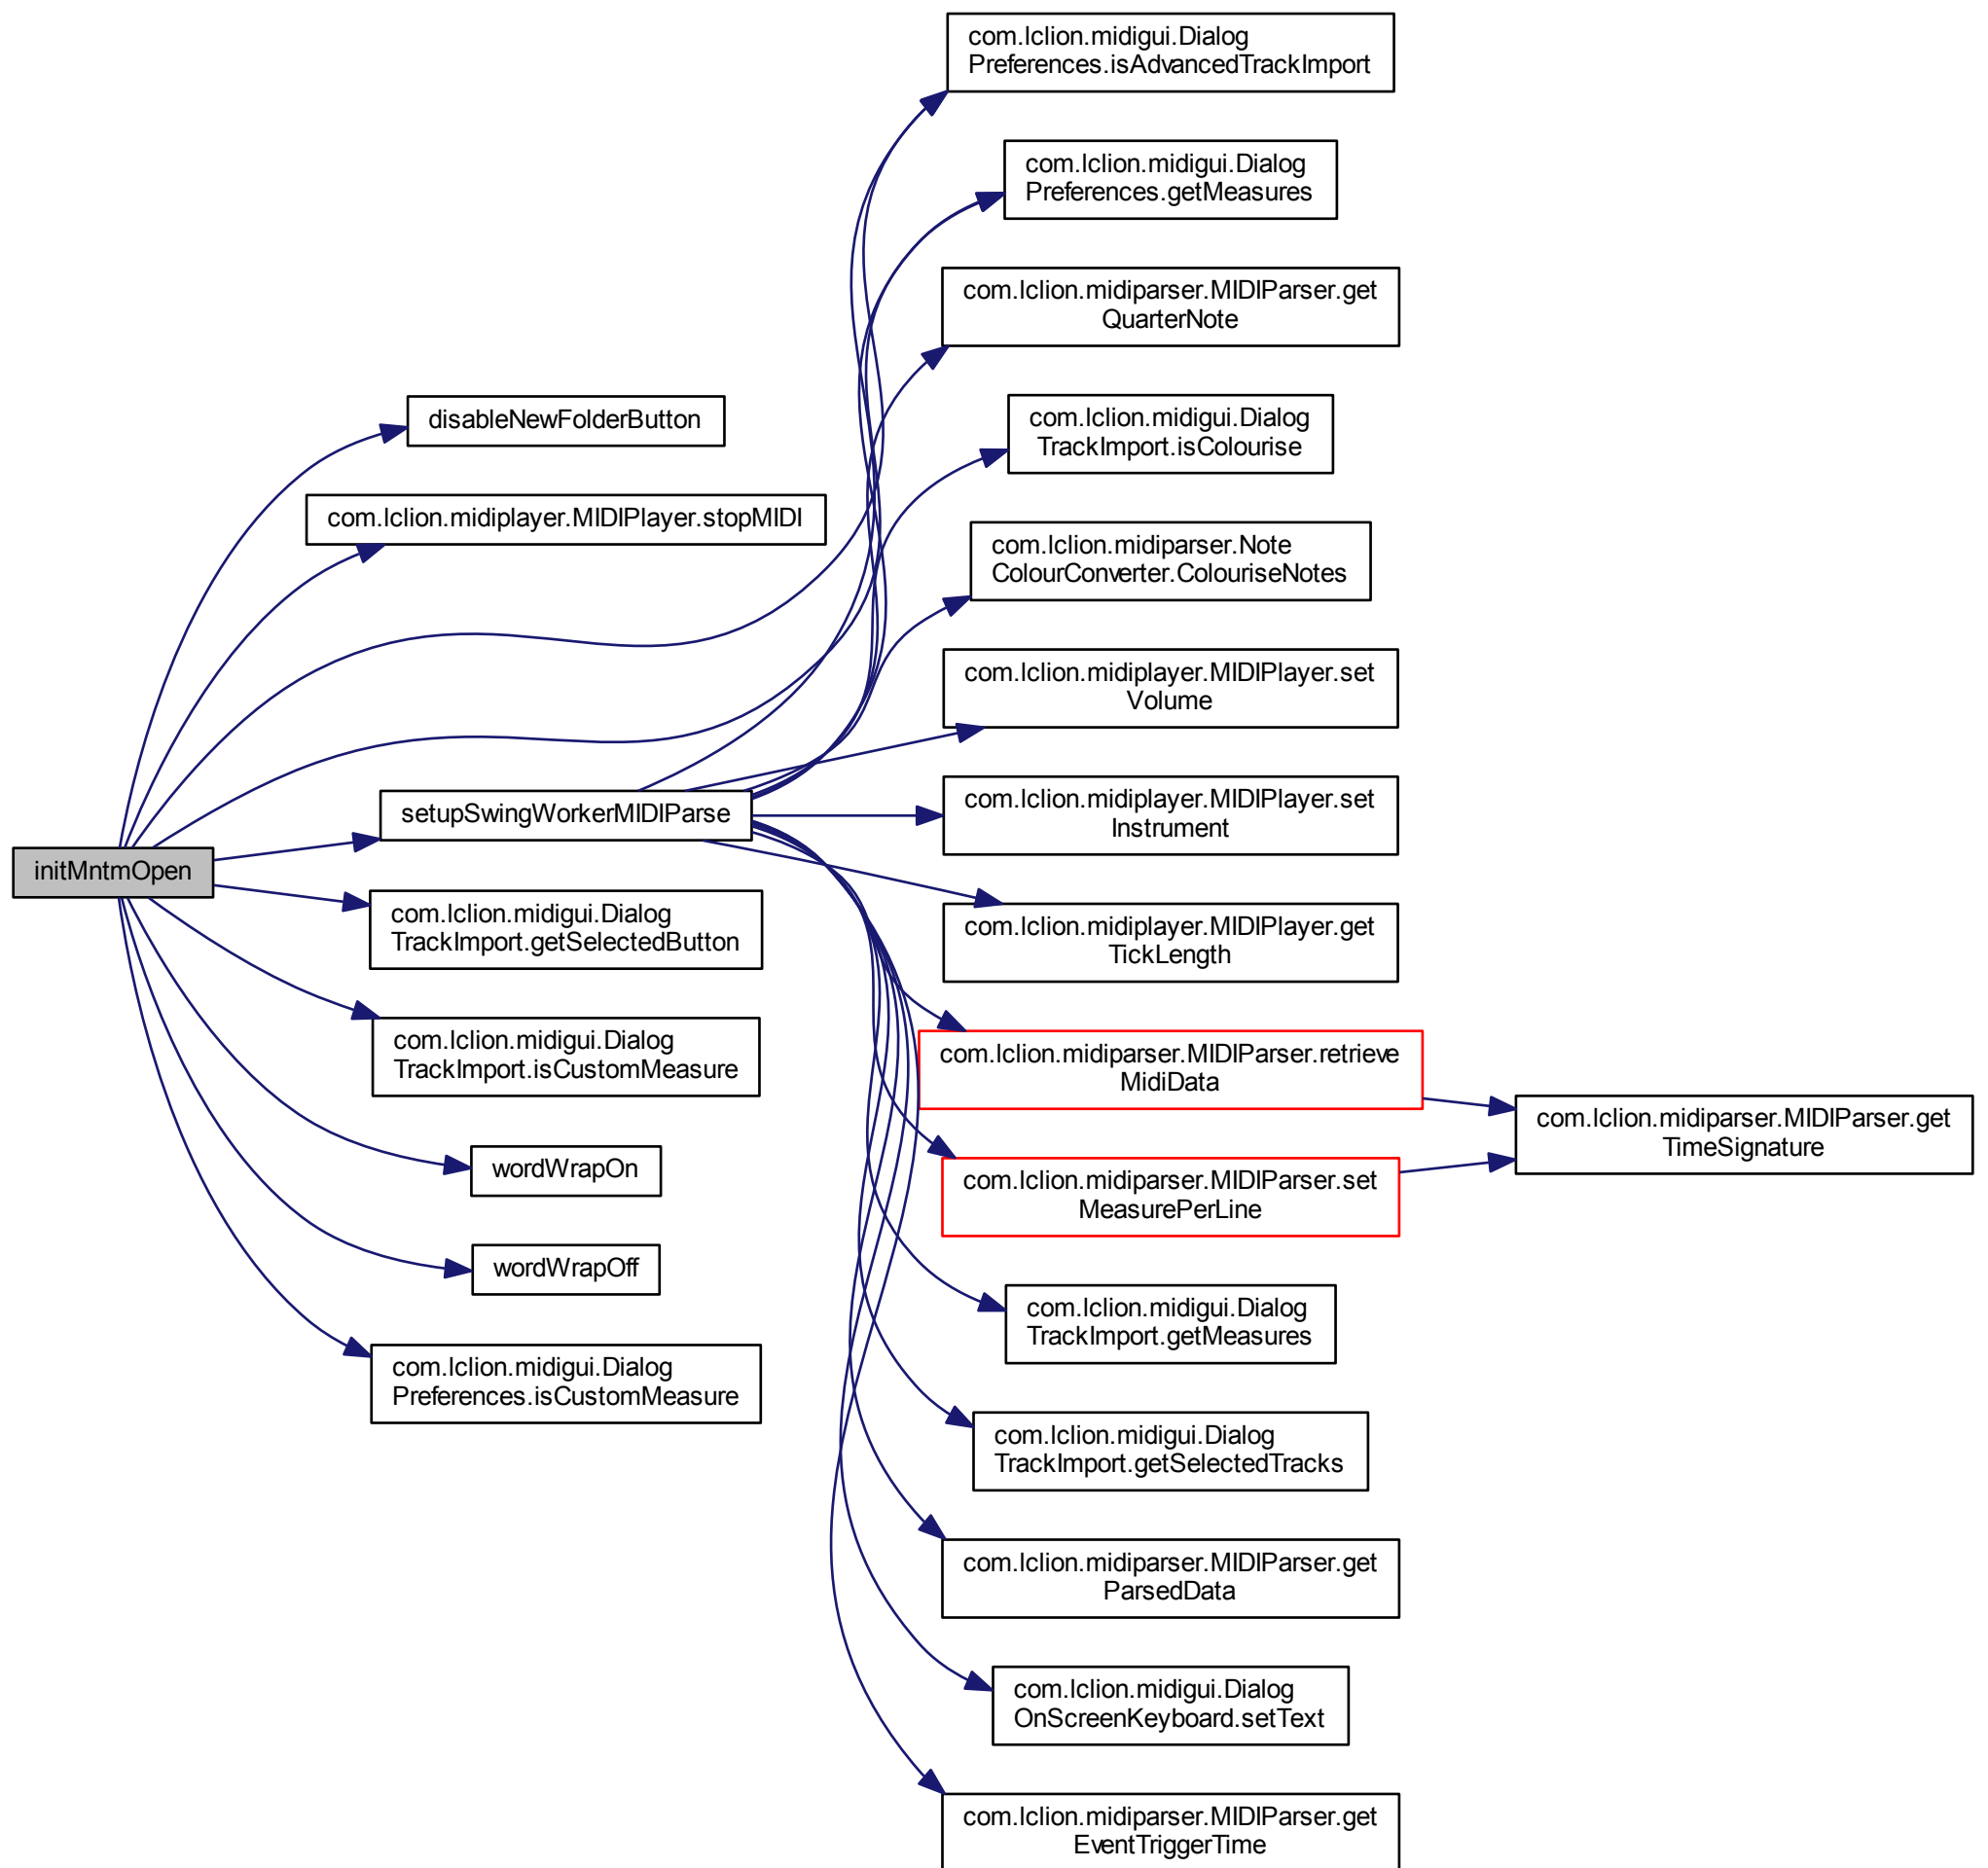 initMntmOpen
disableNewFolderButton
com.lclion.midiplayer.MIDIPlayer.stopMIDI
setupSwingWorkerMIDIParse
com.lclion.midigui.Dialog
TrackImport.getSelectedButton
com.lclion.midigui.Dialog
TrackImport.isCustomMeasure
wordWrapOn
wordWrapOff
com.lclion.midigui.Dialog
Preferences.isCustomMeasure
com.lclion.midigui.Dialog
Preferences.isAdvancedTrackImport
com.lclion.midigui.Dialog
Preferences.getMeasures
com.lclion.midiparser.MIDIParser.get
QuarterNote
com.lclion.midigui.Dialog
TrackImport.isColourise
com.lclion.midiparser.Note
ColourConverter.ColouriseNotes
com.lclion.midiplayer.MIDIPlayer.set
Volume
com.lclion.midiplayer.MIDIPlayer.set
Instrument
com.lclion.midiplayer.MIDIPlayer.get
TickLength
com.lclion.midiparser.MIDIParser.retrieve
MidiData
com.lclion.midiparser.MIDIParser.set
MeasurePerLine
com.lclion.midigui.Dialog
TrackImport.getMeasures
com.lclion.midigui.Dialog
TrackImport.getSelectedTracks
com.lclion.midiparser.MIDIParser.get
ParsedData
com.lclion.midigui.Dialog
OnScreenKeyboard.setText
com.lclion.midiparser.MIDIParser.get
EventTriggerTime
com.lclion.midiparser.MIDIParser.get
TimeSignature